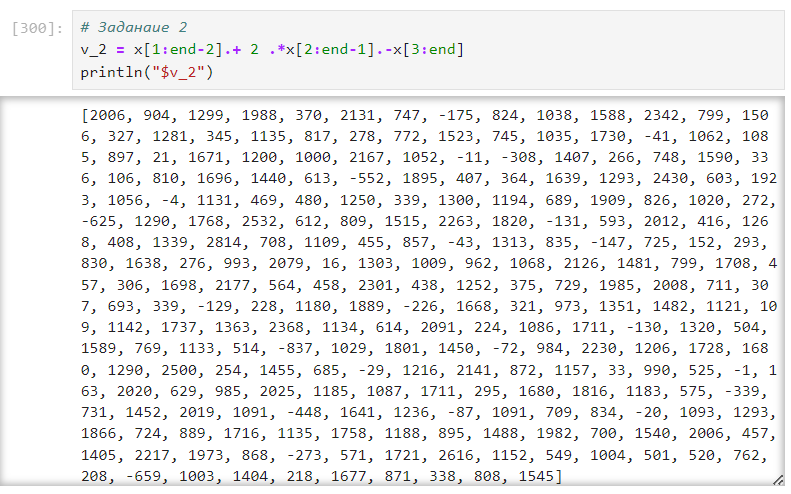 [300]: # Заданаие 2
v_2 = x[1:end-2].+ 2 .*x[2:end-1].-x[3:end]
println("$v_2")
[2006, 904, 1299, 1988, 370, 2131, 747, -175, 824, 1038, 1588, 2342, 799, 150
6, 327, 1281, 345, 1135, 817, 278, 772, 1523, 745, 1035, 1730, -41, 1062, 108
5, 897, 21, 1671, 1200, 1000, 2167, 1052, -11, -308, 1407, 266, 748, 1590, 33
6, 106, 810, 1696, 1440, 613, -552, 1895, 407, 364, 1639, 1293, 2430, 603, 192
3, 1056, -4, 1131, 469, 480, 1250, 339, 1300, 1194, 689, 1909, 826, 1020, 272,
-625, 1290, 1768, 2532, 612, 809, 1515, 2263, 1820, -131, 593, 2012, 416, 126
8, 408, 1339, 2814, 708, 1109, 455, 857, -43, 1313, 835, -147, 725, 152, 293,
830, 1638, 276, 993, 2079, 16, 1303, 1009, 962, 1068, 2126, 1481, 799, 1708, 4
57, 306, 1698, 2177, 564, 458, 2301, 438, 1252, 375, 729, 1985, 2008, 711, 30
7, 693, 339, -129, 228, 1180, 1889, -226, 1668, 321, 973, 1351, 1482, 1121, 10
9, 1142, 1737, 1363, 2368, 1134, 614, 2091, 224, 1086, 1711, -130, 1320, 504,
1589, 769, 1133, 514, -837, 1029, 1801, 1450, -72, 984, 2230, 1206, 1728, 168
0, 1290, 2500, 254, 1455, 685, -29, 1216, 2141, 872, 1157, 33, 990, 525, -1, 1
63, 2020, 629, 985, 2025, 1185, 1087, 1711, 295, 1680, 1816, 1183, 575, -339,
731, 1452, 2019, 1091, -448, 1641, 1236, -87, 1091, 709, 834, -20, 1093, 1293,
1866, 724, 889, 1716, 1135, 1758, 1188, 895, 1488, 1982, 700, 1540, 2006, 457,
1405, 2217, 1973, 868, -273, 571, 1721, 2616, 1152, 549, 1004, 501, 520, 762,
208, -659, 1003, 1404, 218, 1677, 871, 338, 808, 1545]